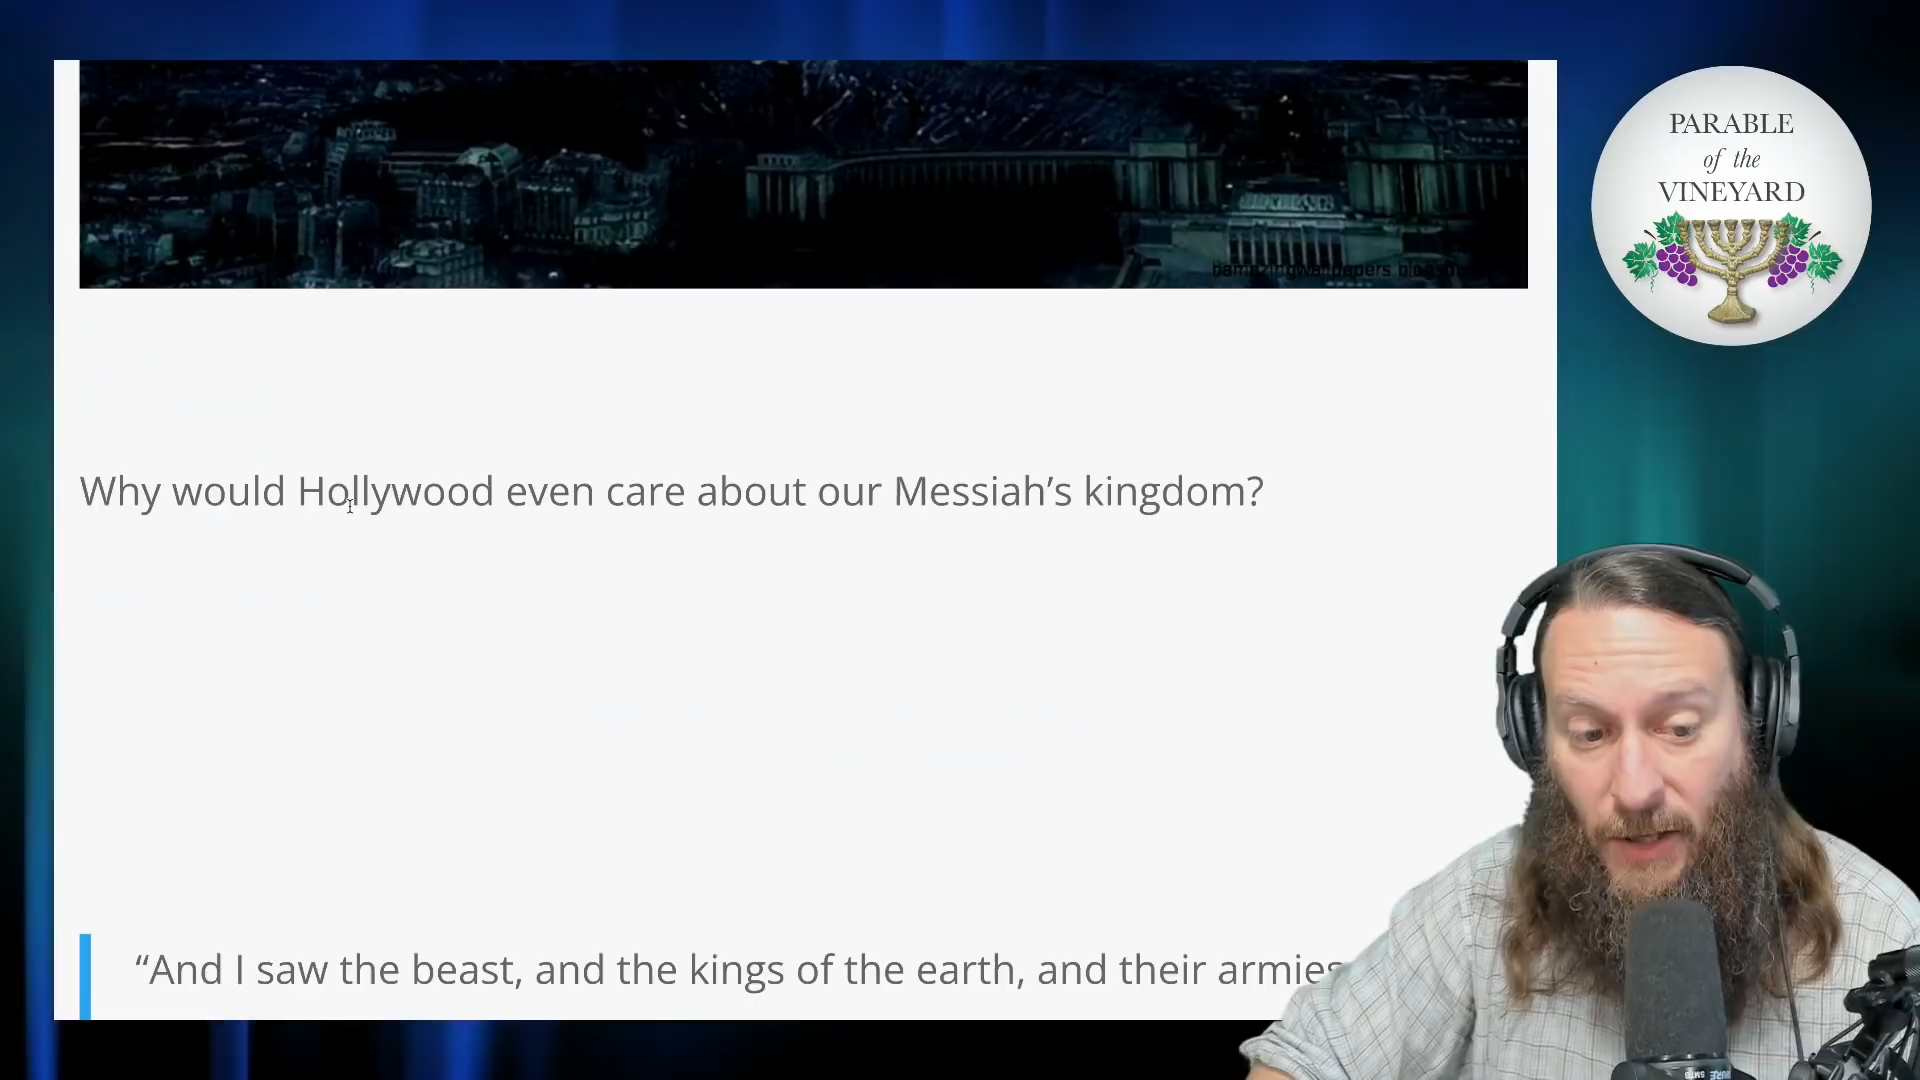 PARABLE
of the
VINEYARD
Why would Hollywood even care about our Messiah’s kingdom?
“And I saw the beast, and the kings of the earth, and their armies